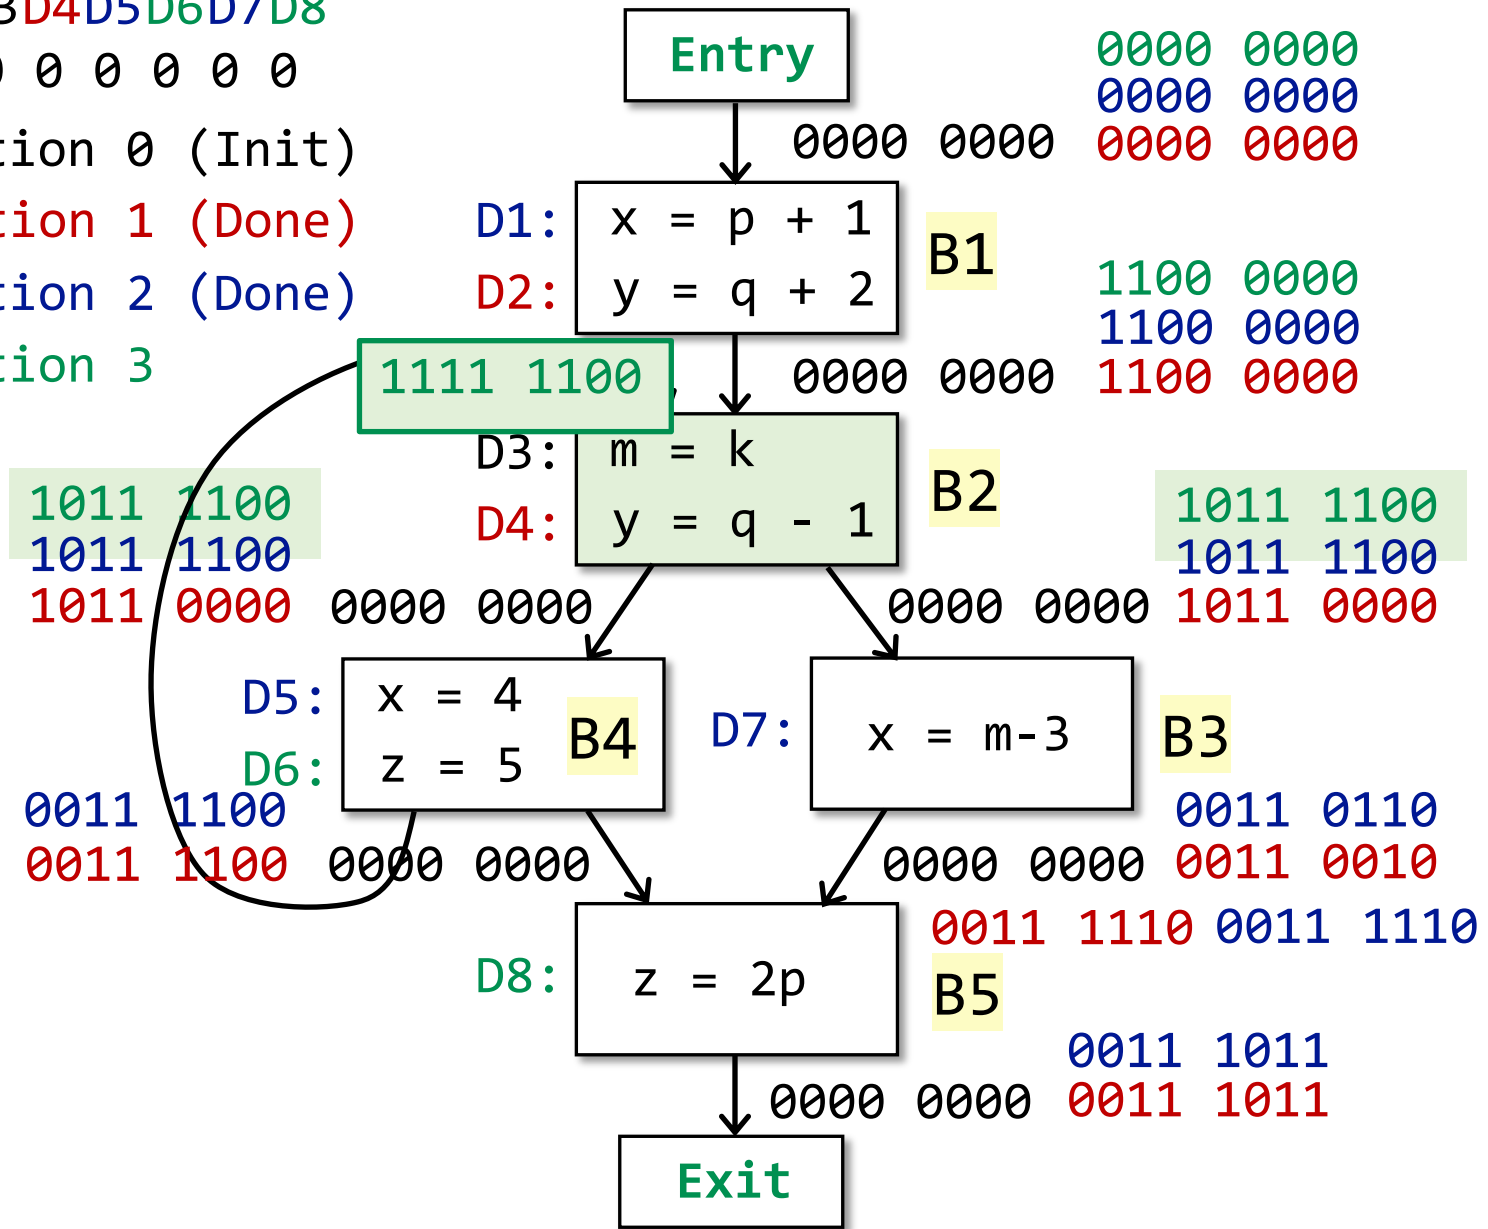 3D4D5D6D7D8
0 0 0 0 0
tion 0 (Init)
tion 1 (Done)
tion 2 (Done)
tion 3
Entry
0000 0000
0000 0000
0000 0000 0000 0000
D1: x = p + 1
D2: y = q + 2
B1
1100 0000
1100 0000
0000 0000 1100 0000
1111 1100
D3: m = k
D4: y = q - 1
B2
1011 1100
1011 1100
1011 0000 0000 0000
1011 1100
1011 1100
0000 0000 1011 0000
D5: x = 4
D6: z = 5
B4
D7: x = m-3
B3
0011 1100
0011 1100 0000 0000
0011 0110
0000 0000 0011 0010
0011 1110 0011 1110
D8: z = 2p
B5
0011 1011
0000 0000 0011 1011
Exit